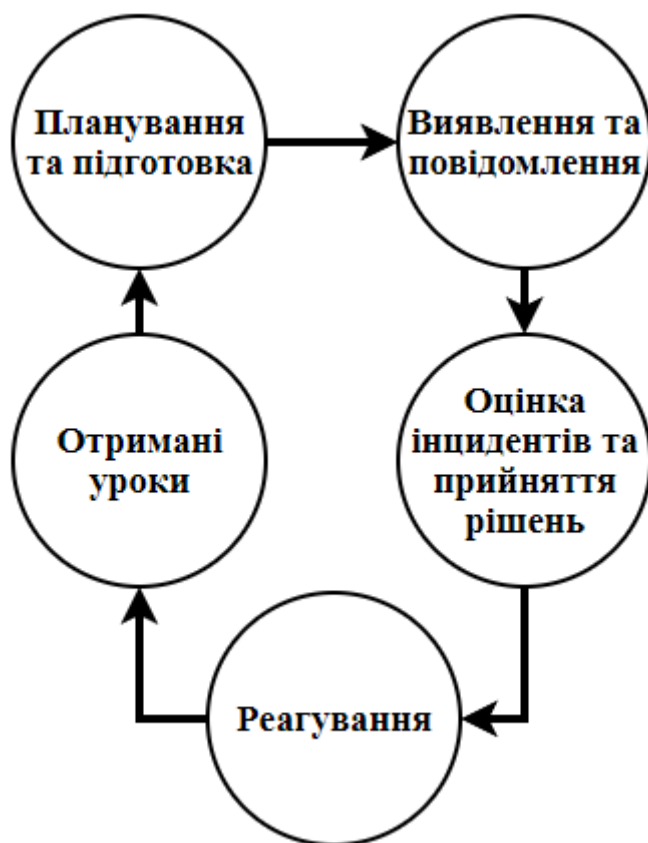 Планування
та підготовка
Виявлення та
повідомлення
Оцінка
інцидентів та
прийняття
рішень
Реагування
Отримані
уроки